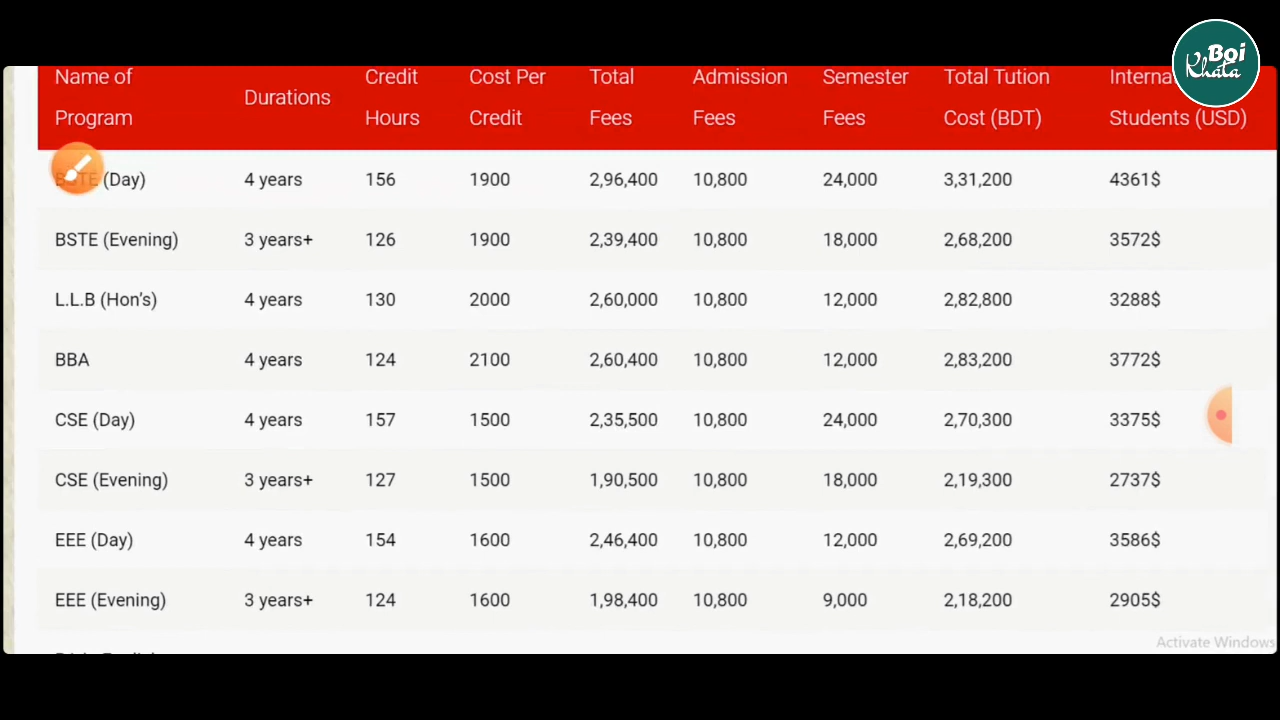 Boi
Khata
Name of Program Durations Credit Hours Cost Per Credit Total Fees Admission Fees Semester Fees Total Tution Cost (BDT) Students (USD)
(Day) 4 years 156 1900 2,96,400 10,800 24,000 3,31,200 4361$
BSTE (Evening) 3 years+ 126 1900 2,39,400 10,800 18,000 2,68,200 3572$
L.L.B (Hon's) 4 years 130 2000 2,60,000 10,800 12,000 2,82,800 3288$
BBA 4 years 124 2100 2,60,400 10,800 12,000 2,83,200 3772$
CSE (Day) 4 years 157 1500 2,35,500 10,800 24,000 2,70,300 3375$
CSE (Evening) 3 years+ 127 1500 1,90,500 10,800 18,000 2,19,300 2737$
EEE (Day) 4 years 154 1600 2,46,400 10,800 12,000 2,69,200 3586$
EEE (Evening) 3 years+ 124 1600 1,98,400 10,800 9,000 2,18,200 2905$
Activate Windows